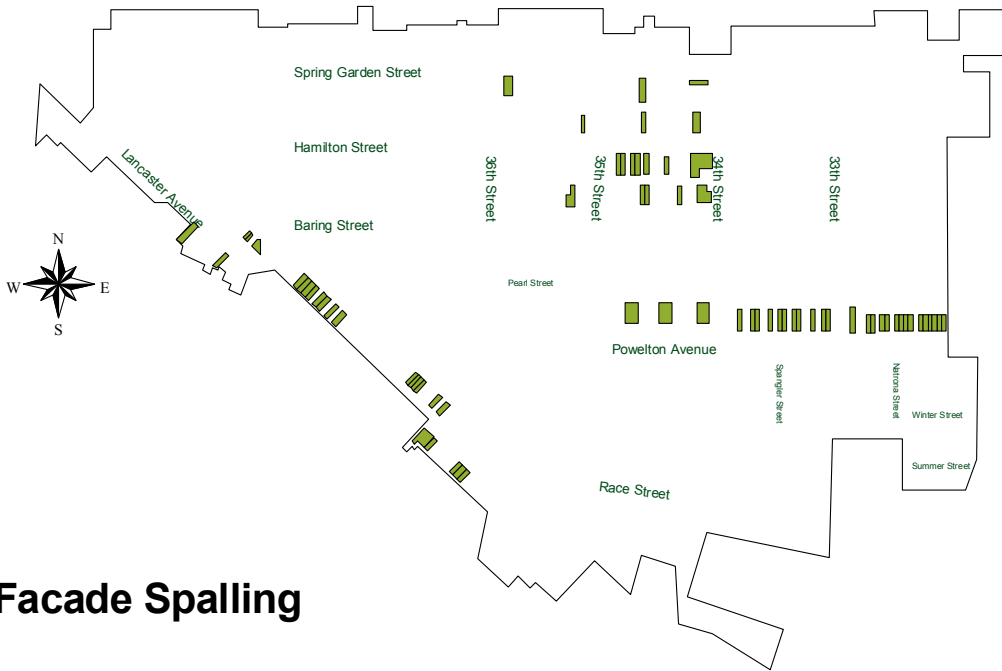 Spring Garden Street
Hamilton Street
Lancaster Avenue
36th Street
35th Street
34th Street
33th Street
Baring Street
N
W
E
S
Pearl Street
Powelton Avenue
Spangler Street
Natrona Street
Winter Street
Summer Street
Race Street
Facade Spalling